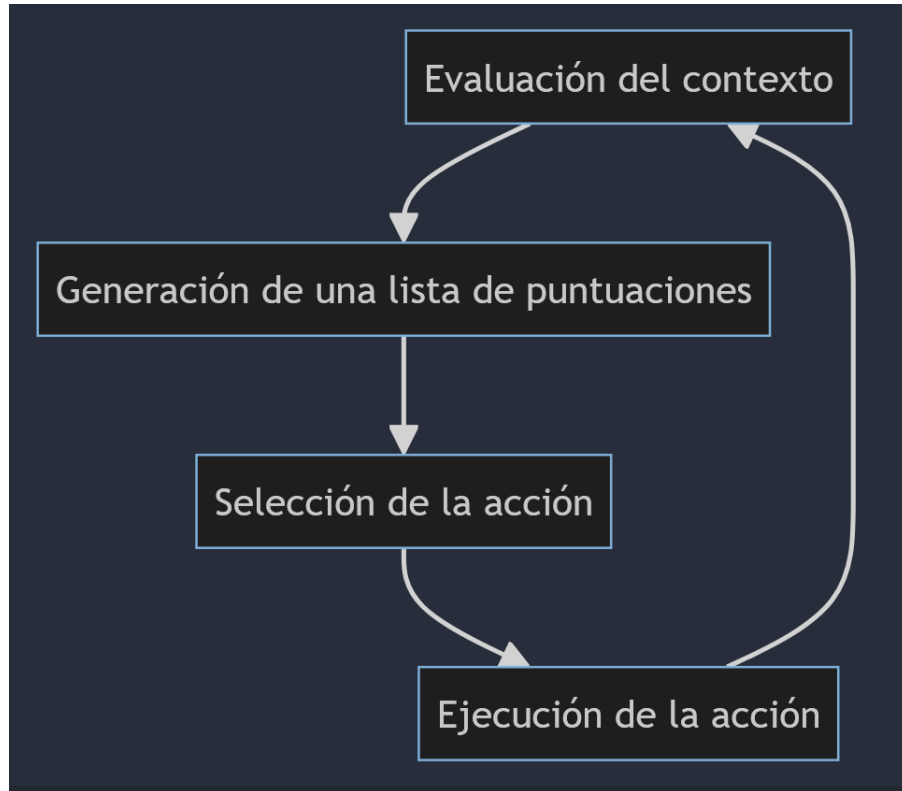 Evaluación del contexto
Generación de una lista de puntuaciones
Selección de la acción
Ejecución de la acción